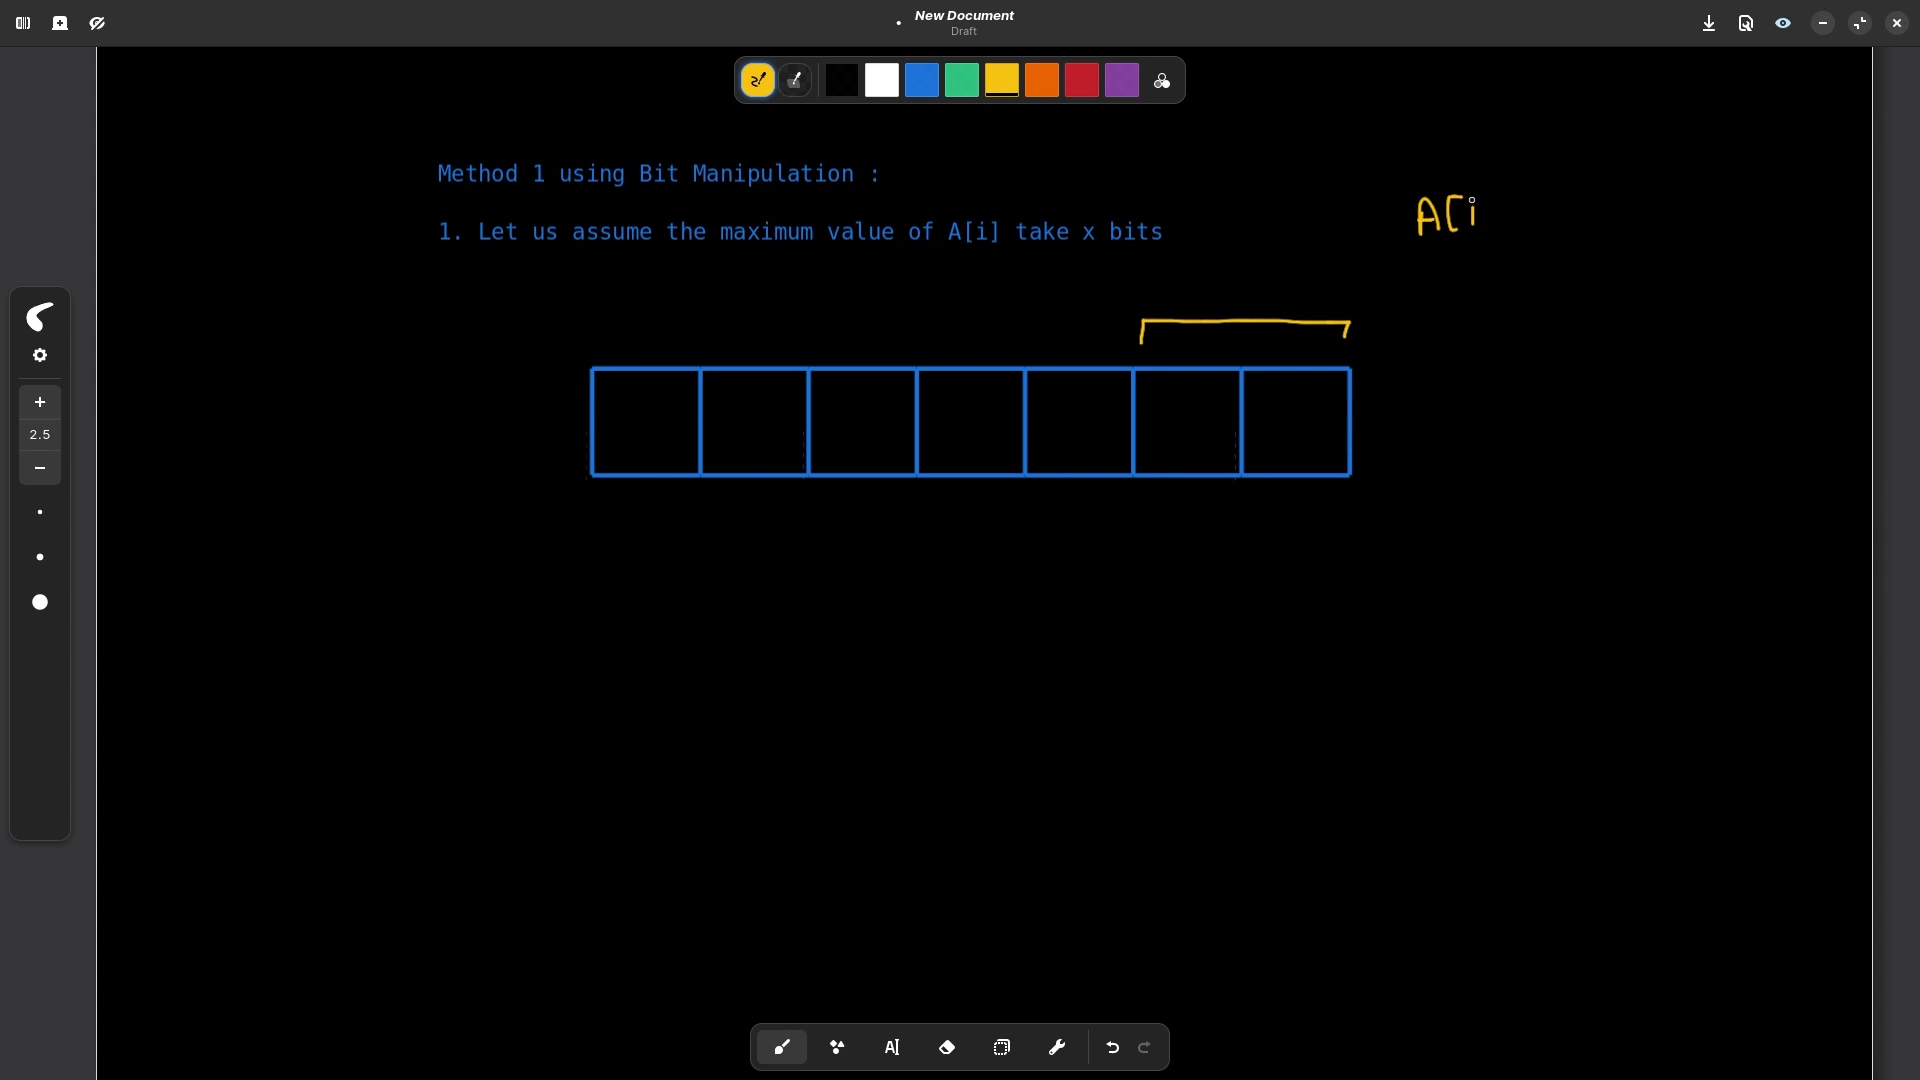 New Document
Draft
Method 1 using Bit Manipulation :
A[i
1. Let us assume the maximum value of A[i] take x bits
2.5